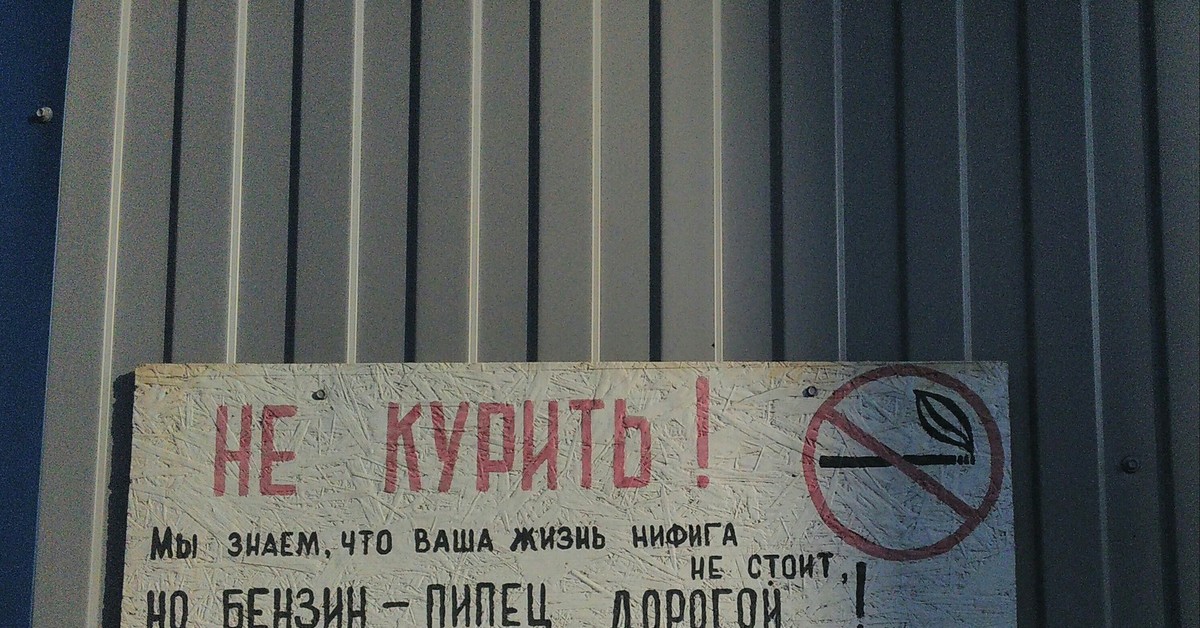 НЕ КУРИТЬ!
Мы ЗНАЕМ, ЧТО ВАША ЖИЗНЬ НИФИГА
НЕ СТОИТ,
НО БЕНЗИН – ПИПЕЦ ДОРОГОЙ!